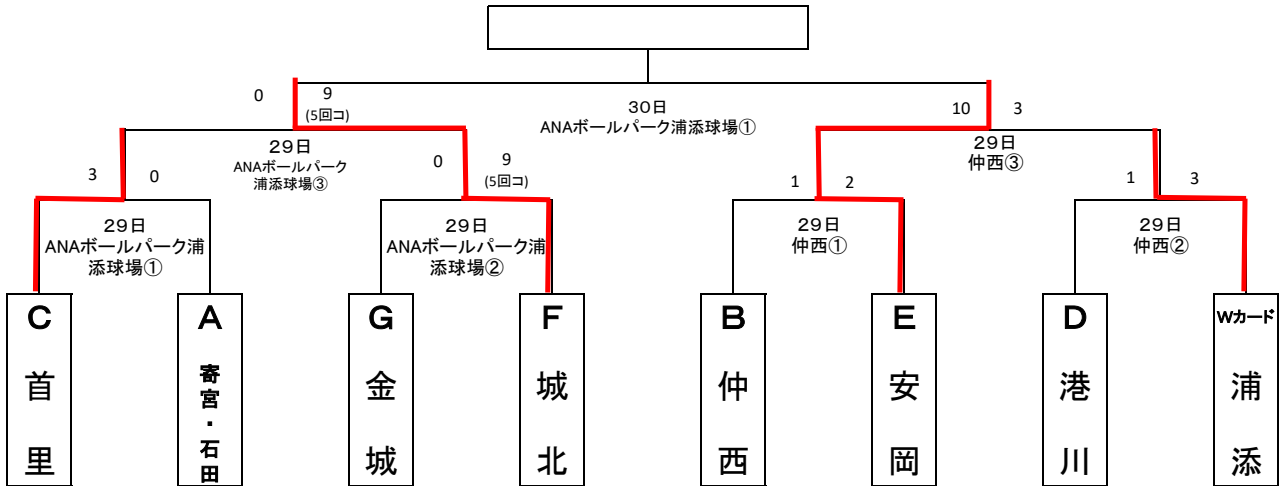 0
9
(5回コ)
30日
ANAボールパーク浦添球場①
10
3
29日
ANAボールパーク
浦添球場③
29日
仲西③
3
0
0
9
(5回コ)
1
2
1
3
29日
ANAボールパーク浦
添球場①
29日
ANAボールパーク浦
添球場②
29日
仲西①
29日
仲西②
C
首里
A
寄宮・石田
G
金城
F
城北
B
仲西
E
安岡
D
港川
Wカード
浦添